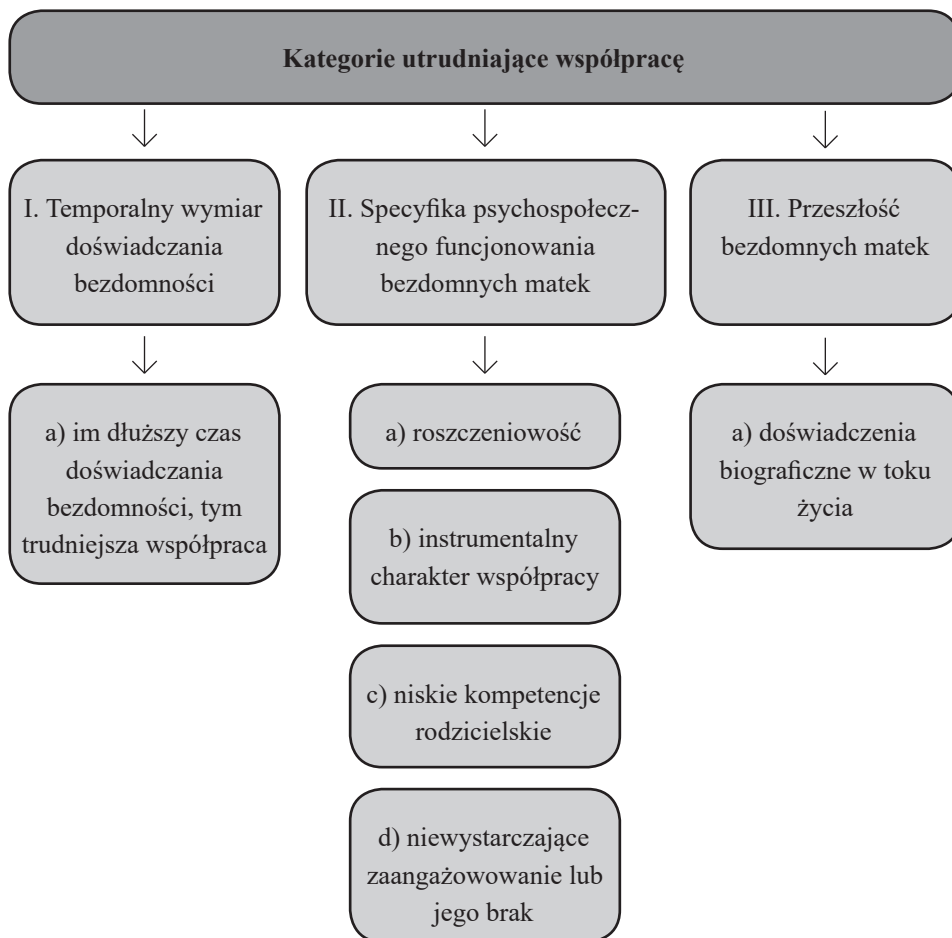 Kategorie utrudniające współpracę
I. Temporalny wymiar
doświadczania
bezdomności
II. Specyfika psychospołecz-
nego funcjonowania
bezdomnych matek
III. Przeszłość
bezdomnych matek
a) im dłuższy czas
doświadczania
bezdomności, tym
trudniejsza współpraca
a) roszczeniowość
b) instrumentalny
charakter współpracy
c) niskie kompetencje
rodzicielskie
d) niewystarczające
zaangażowowanie lub
jego brak
a) doświadczenia
biograficzne w toku
życia